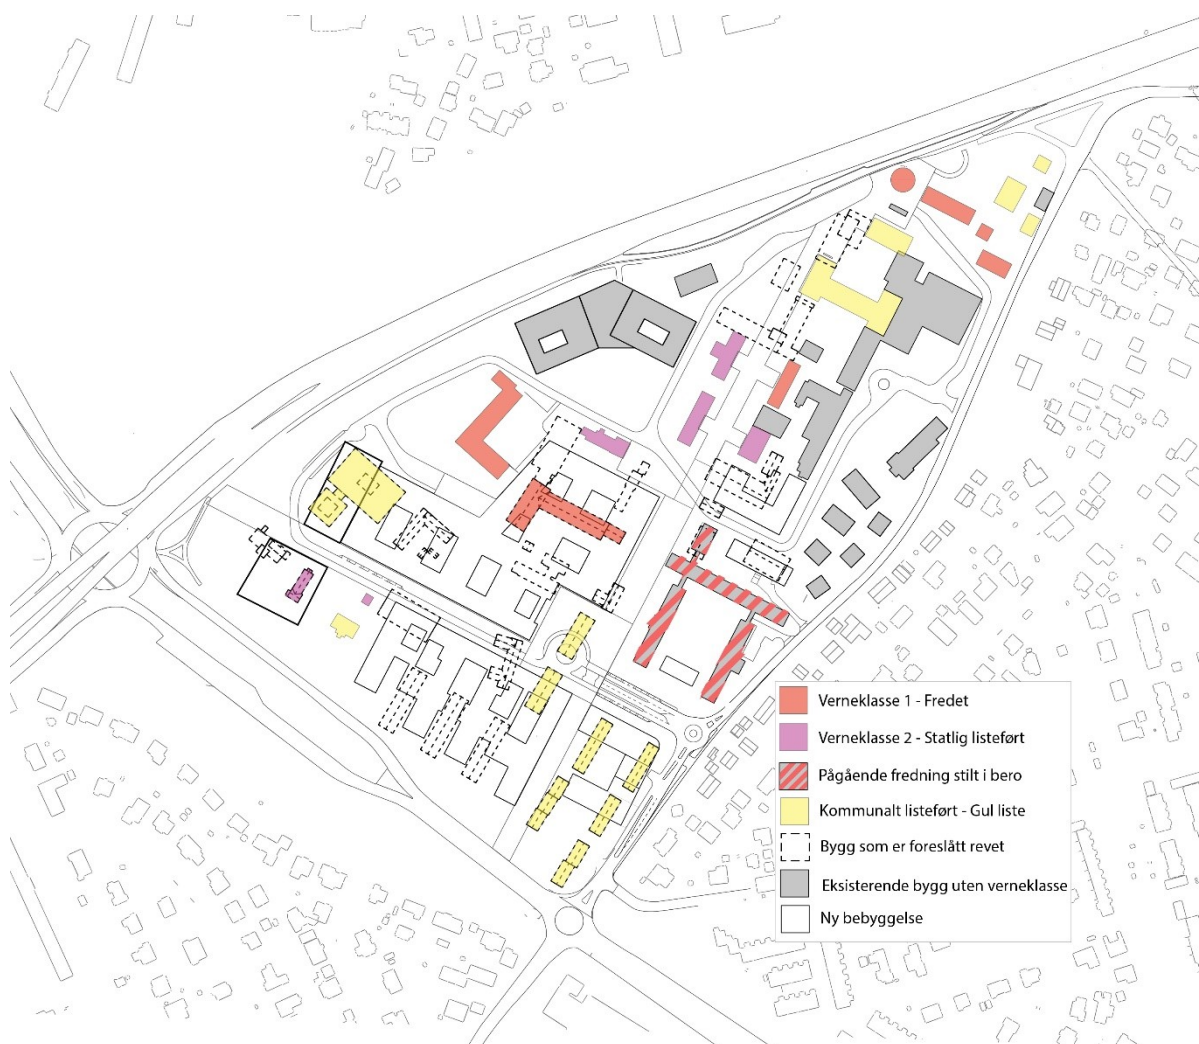 Verneklasse 1 - Fredet
Verneklasse 2 - Statlig listeført
Pågående fredning stilt i bero
Kommunalt listeført - Gul liste
Bygg som er foreslått revet
Eksisterende bygg uten verneklasse
Ny bebyggelse